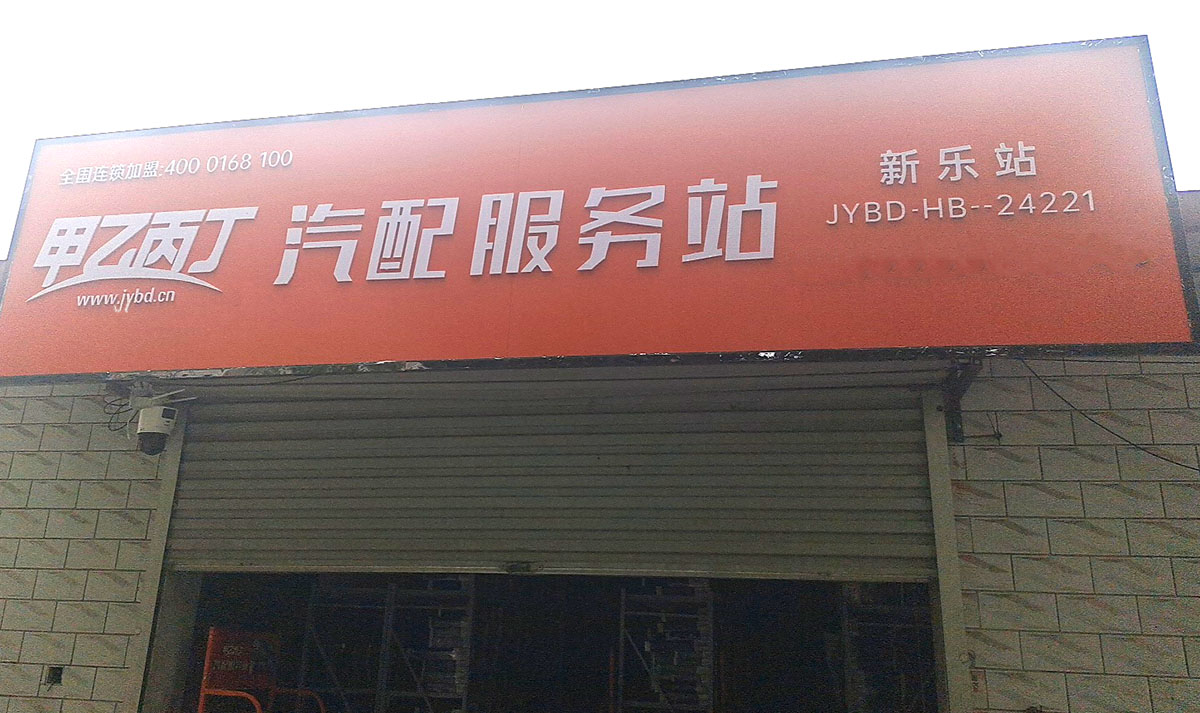 全国连锁加盟:400 0168 100
甲乙丙丁 汽配服务站
www.jybd.cn
新乐站
JYBD-HB--24221